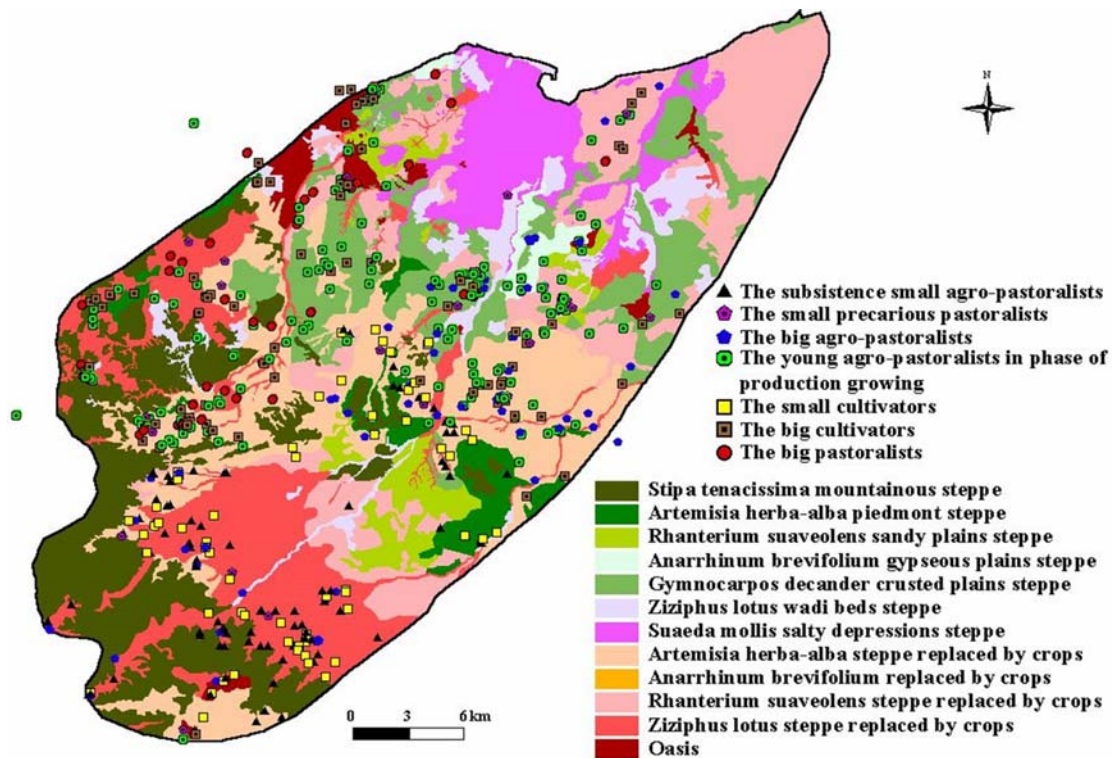 N
The subsistence small agro-pastoralists
The small precarious pastoralists
The big agro-pastoralists
The young agro-pastoralists in phase of
production growing
The small cultivators
The big cultivators
The big pastoralists
Stipa tenacissima mountainous steppe
Artemisia herba-alba piedmont steppe
Rhanterium suaveolens sandy plains steppe
Anarrhinum brevifolium gypseous plains steppe
Gymnocarpos decander crusted plains steppe
Ziziphus lotus wadi beds steppe
Suaeda mollis salty depressions steppe
Artemisia herba-alba steppe replaced by crops
Anarrhinum brevifolium replaced by crops
Rhanterium suaveolens steppe replaced by crops
Ziziphus lotus steppe replaced by crops
Oasis
0 3 6 km